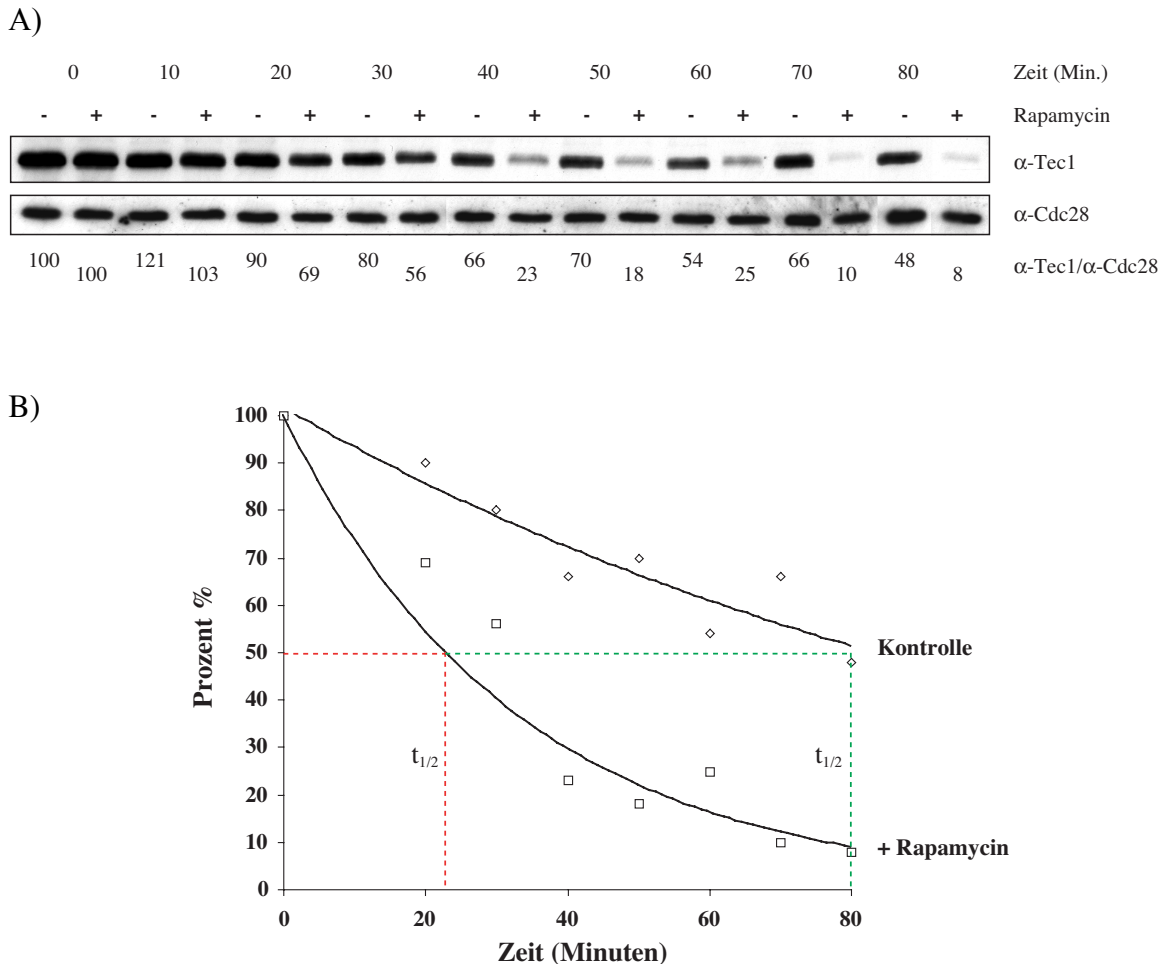 A)
0 10 20 30 40 50 60 70 80 Zeit (Min.)
- + - + - + - + - + - + - + - + - + Rapamycin
α-Tec1
α-Cdc28
100 100 121 103 90 69 80 56 66 23 70 18 54 25 66 10 48 8 α-Tec1/α-Cdc28
B)
100
90
80
70
60
50
40
30
20
10
0
Prozent %
Kontrolle
t1/2
t1/2
+ Rapamycin
0 20 40 60 80
Zeit (Minuten)